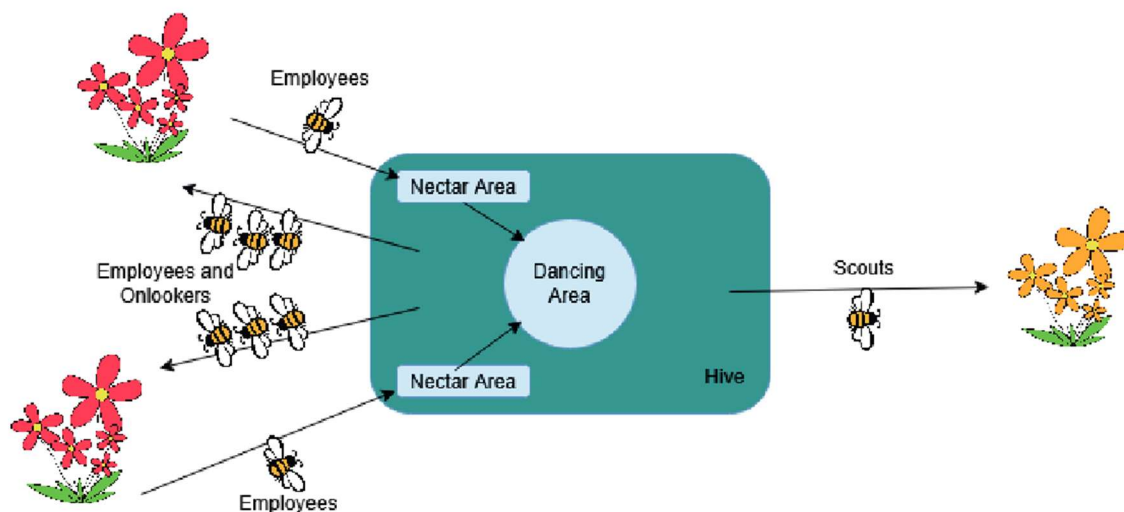 Employees
Nectar Area
Employees and
Onlookers
Dancing
Area
Scouts
Nectar Area
Hive
Employees